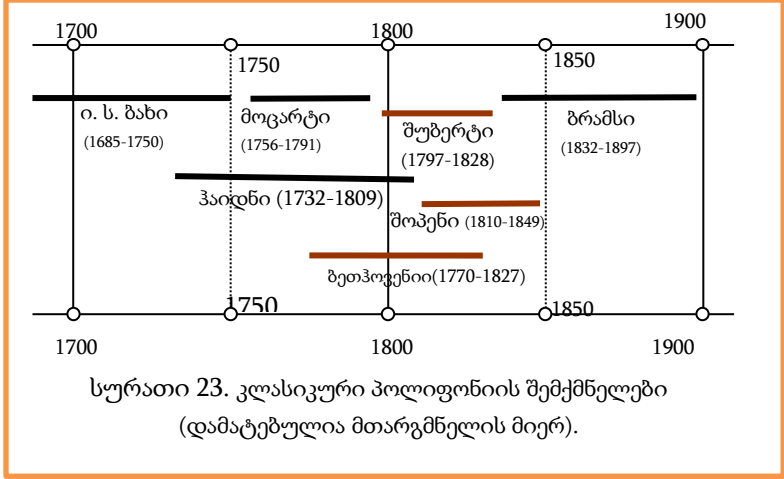 1700
1800
1900
1750
1850
ი. ს. ბახი
(1685-1750)
მოცარტი
(1756-1791)
შუბერტი
(1797-1828)
ბრამსი
(1832-1897)
ჰაიდნი (1732-1809)
შოპენი (1810-1849)
ბეთჰოვენიი(1770-1827)
1750
1850
1700
1800
1900
სურათი 23. კლასიკური პოლიფონიის შემქმნელები
(დამატებულია მთარგმნელის მიერ).